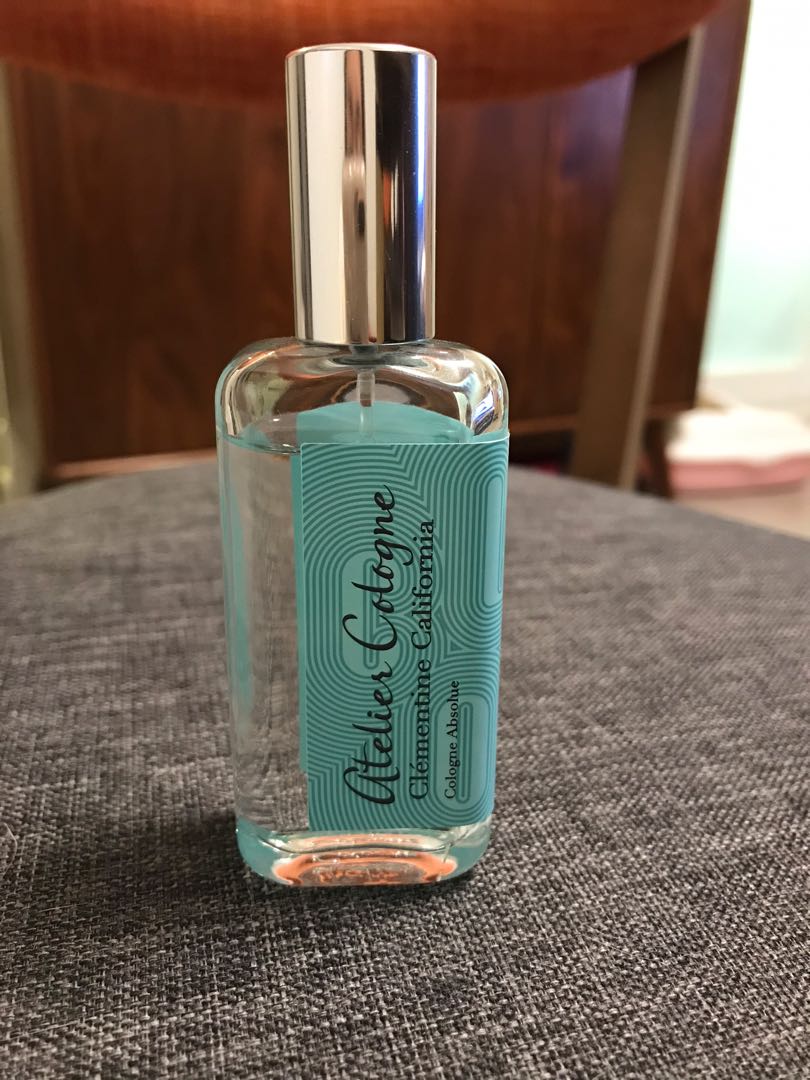 Atelier Cologne
Clémentine California
Cologne Absolue